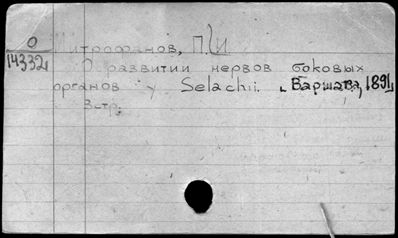 О
14332
Митрофанов, П. И.
О развитии нервов боковых
органов у Selachii. Варшава, 1891,
3 стр.